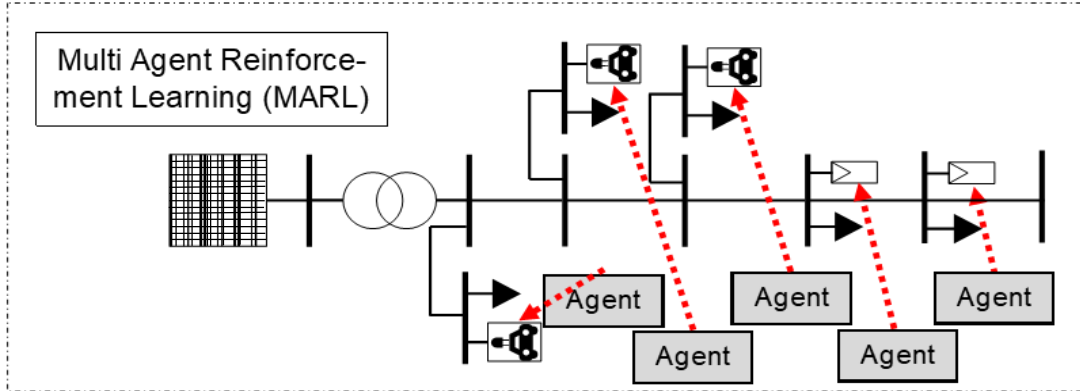 Multi Agent Reinforce-
ment Learning (MARL)
Agent
Agent
Agent
Agent
Agent